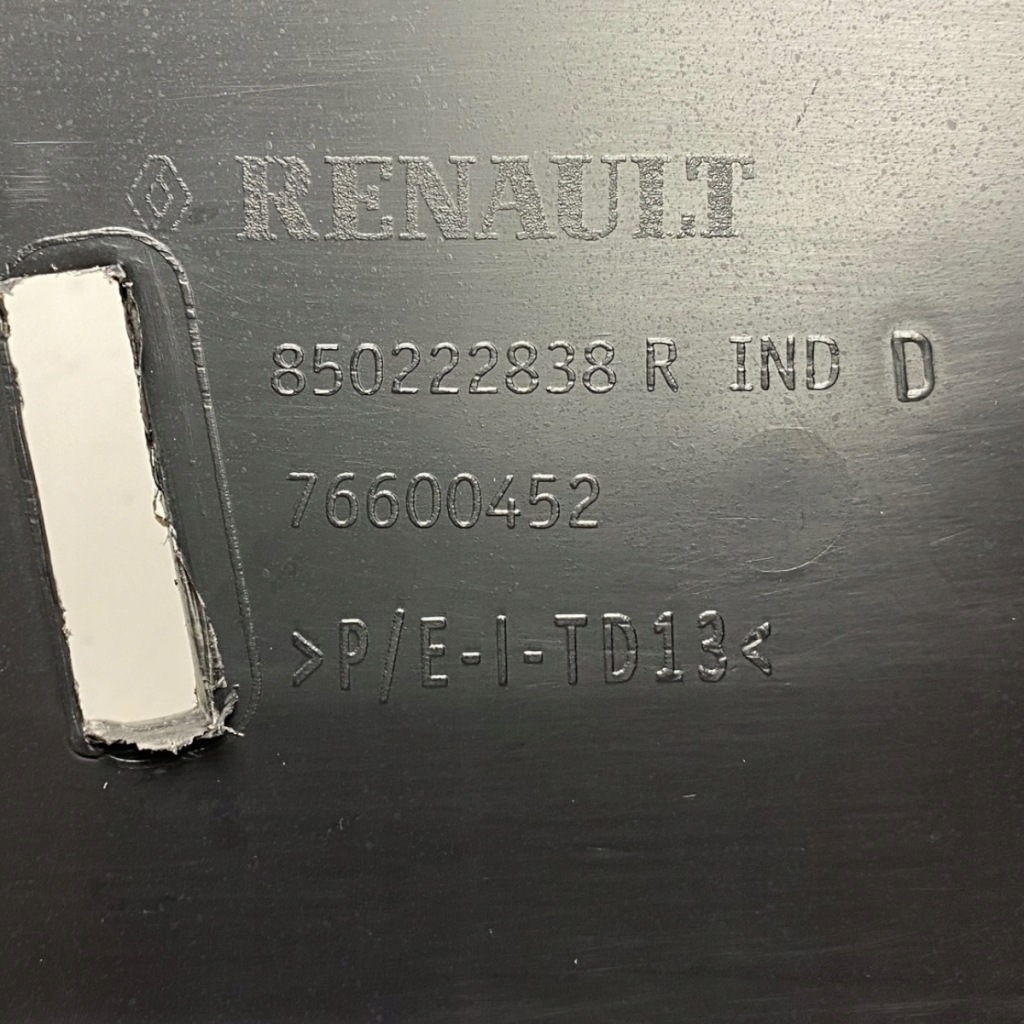 RENAULT
850222838 R IND D
76600452
>P/E-I-TD13<